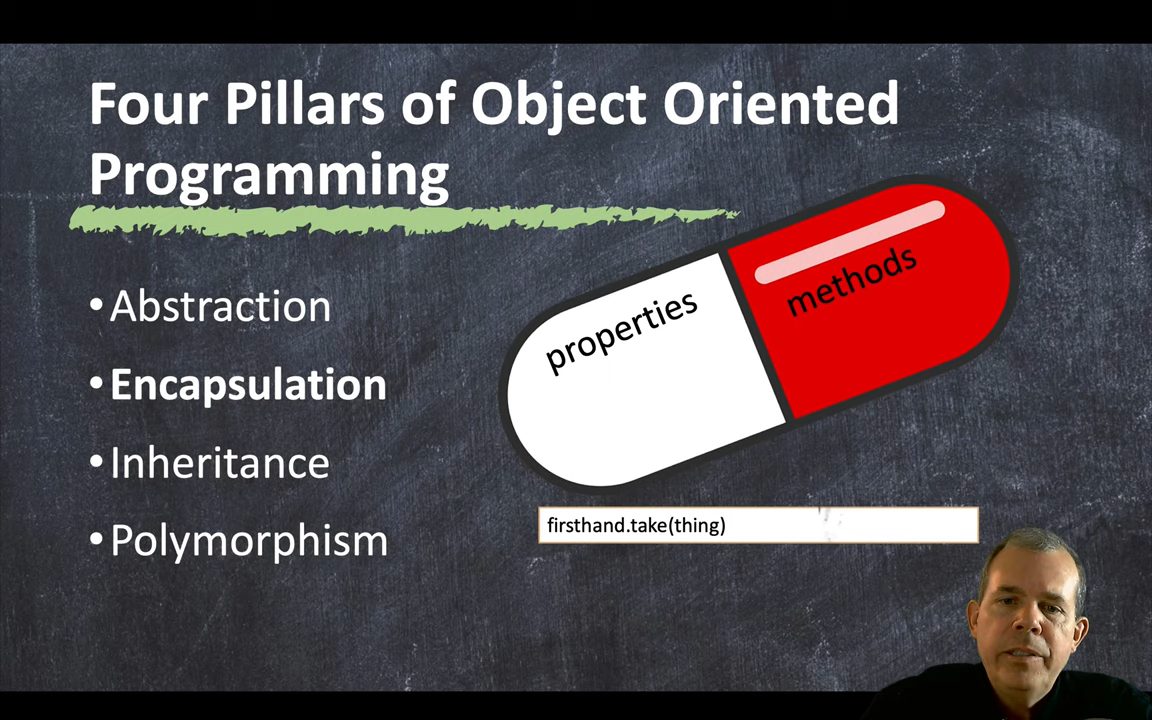 Four Pillars of Object Oriented
Programming
• Abstraction
• Encapsulation
• Inheritance
• Polymorphism
properties
methods
firsthand.take(thing)